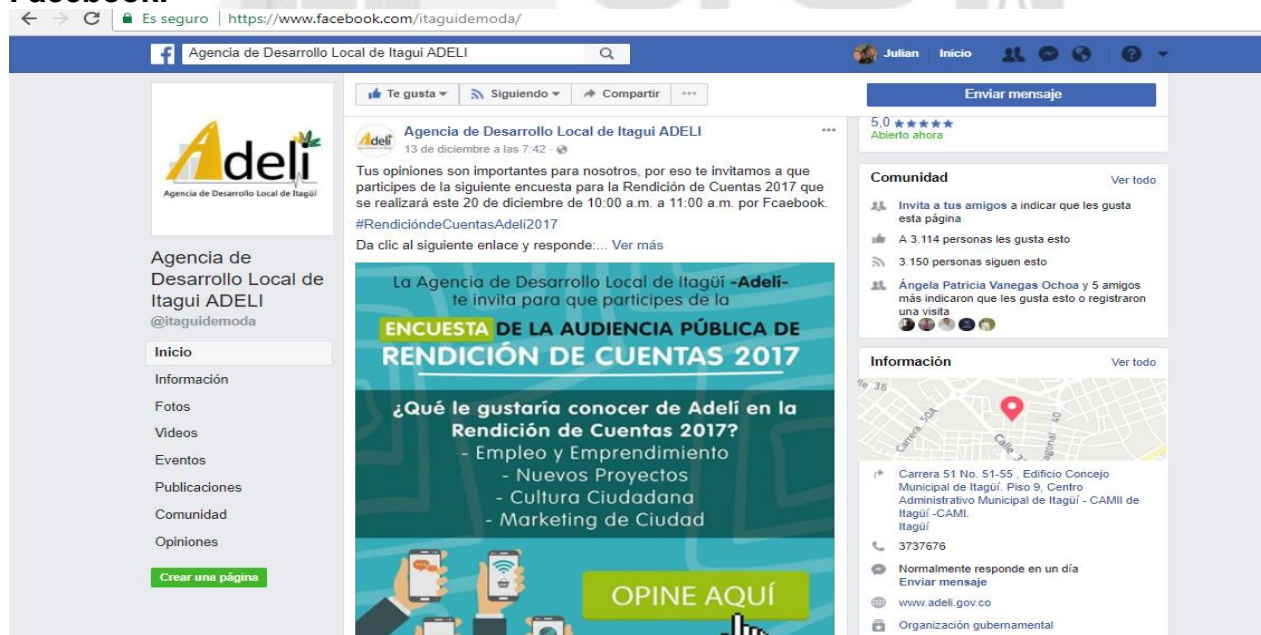 Facebook.
Es seguro | https://www.facebook.com/itaguidemoda/
Agencia de Desarrollo Local de Itagui ADELI
Julian Inicio
Adelí
Agencia de Desarrollo Local de Itagüí
Agencia de
Desarrollo Local de
Itagui ADELI
@itaguidemoda
Inicio
Información
Fotos
Videos
Eventos
Publicaciones
Comunidad
Opiniones
Crear una página
Te gusta Siguiendo Compartir ...
Adelí
Agencia de Desarrollo Local de Itagui ADELI
13 de diciembre a las 7:42 ·
Tus opiniones son importantes para nosotros, por eso te invitamos a que
participes de la siguiente encuesta para la Rendición de Cuentas 2017 que
se realizará este 20 de diciembre de 10:00 a.m. a 11:00 a.m. por Fcaebook.
#RendicióndeCuentasAdelí2017
Da clic al siguiente enlace y responde:... Ver más
La Agencia de Desarrollo Local de Itagüí -Adelí-
te invita para que participes de la
ENCUESTA DE LA AUDIENCIA PÚBLICA DE
RENDICIÓN DE CUENTAS 2017
¿Qué le gustaría conocer de Adelí en la
Rendición de Cuentas 2017?
- Empleo y Emprendimiento
- Nuevos Proyectos
- Cultura Ciudadana
- Marketing de Ciudad
OPINE AQUÍ
Enviar mensaje
5,0 ★★★★★
Abierto ahora
Comunidad Ver todo
Invita a tus amigos a indicar que les gusta
esta página
A 3.114 personas les gusta esto
3.150 personas siguen esto
Ángela Patricia Vanegas Ochoa y 5 amigos
más indicaron que les gusta esto o registraron
una visita
Información Ver todo
36
Carrera 50A
Calle
40
Carrera 51 No. 51-55 , Edificio Concejo
Municipal de Itagüí. Piso 9, Centro
Administrativo Municipal de Itagüí - CAMII de
Itagüí -CAMI.
Itagüí
3737676
Normalmente responde en un día
Enviar mensaje
www.adeli.gov.co
Organización gubernamental